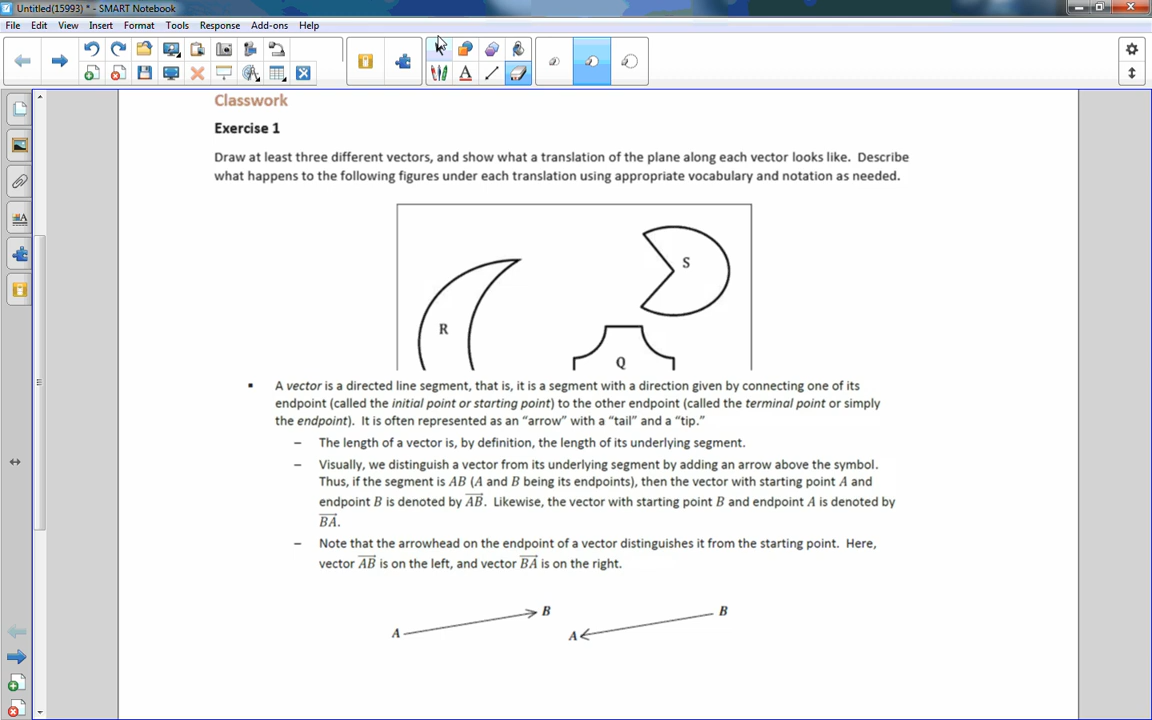 Untitled(15993) * - SMART Notebook
File Edit View Insert Format Tools Response Add-ons Help
Classwork
Exercise 1
Draw at least three different vectors, and show what a translation of the plane along each vector looks like. Describe
what happens to the following figures under each translation using appropriate vocabulary and notation as needed.
S
R
Q
▪ A vector is a directed line segment, that is, it is a segment with a direction given by connecting one of its
endpoint (called the initial point or starting point) to the other endpoint (called the terminal point or simply
the endpoint). It is often represented as an “arrow” with a “tail” and a “tip.”
– The length of a vector is, by definition, the length of its underlying segment.
– Visually, we distinguish a vector from its underlying segment by adding an arrow above the symbol.
Thus, if the segment is AB (A and B being its endpoints), then the vector with starting point A and
endpoint B is denoted by A⃗B⃗. Likewise, the vector with starting point B and endpoint A is denoted by
B⃗A⃗.
– Note that the arrowhead on the endpoint of a vector distinguishes it from the starting point. Here,
vector A⃗B⃗ is on the left, and vector B⃗A⃗ is on the right.
A B A B